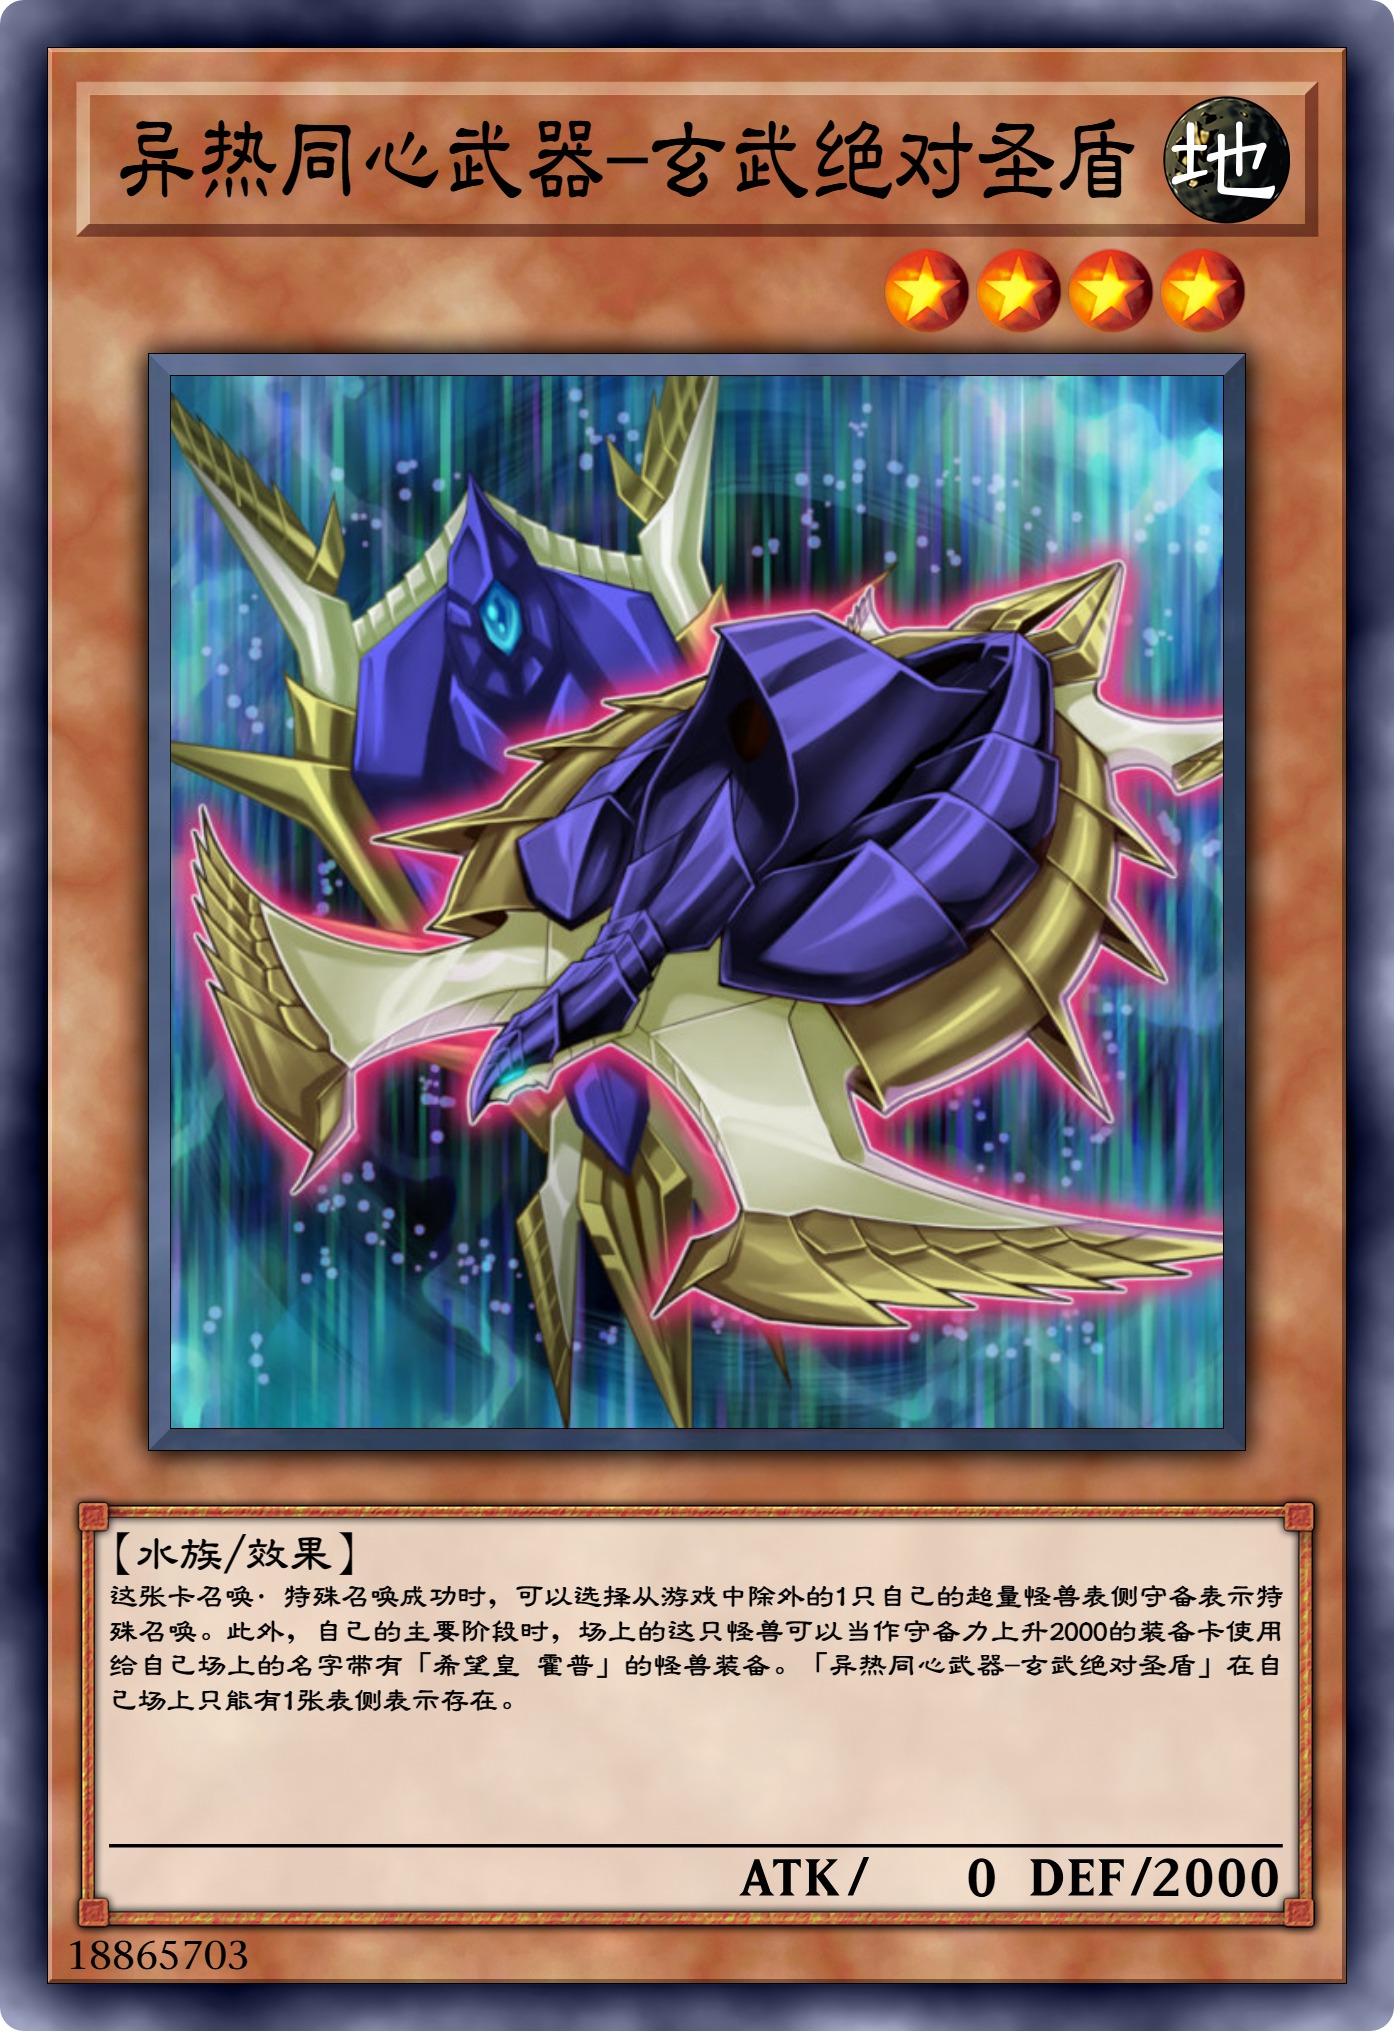 异热同心武器-玄武绝对圣盾
地
【水族/效果】
这张卡召唤·特殊召唤成功时，可以选择从游戏中除外的1只自己的超量怪兽表侧守备表示特
殊召唤。此外，自己的主要阶段时，场上的这只怪兽可以当作守备力上升2000的装备卡使用
给自己场上的名字带有「希望皇 霍普」的怪兽装备。「异热同心武器-玄武绝对圣盾」在自
己场上只能有1张表侧表示存在。
ATK/ 0 DEF/2000
18865703